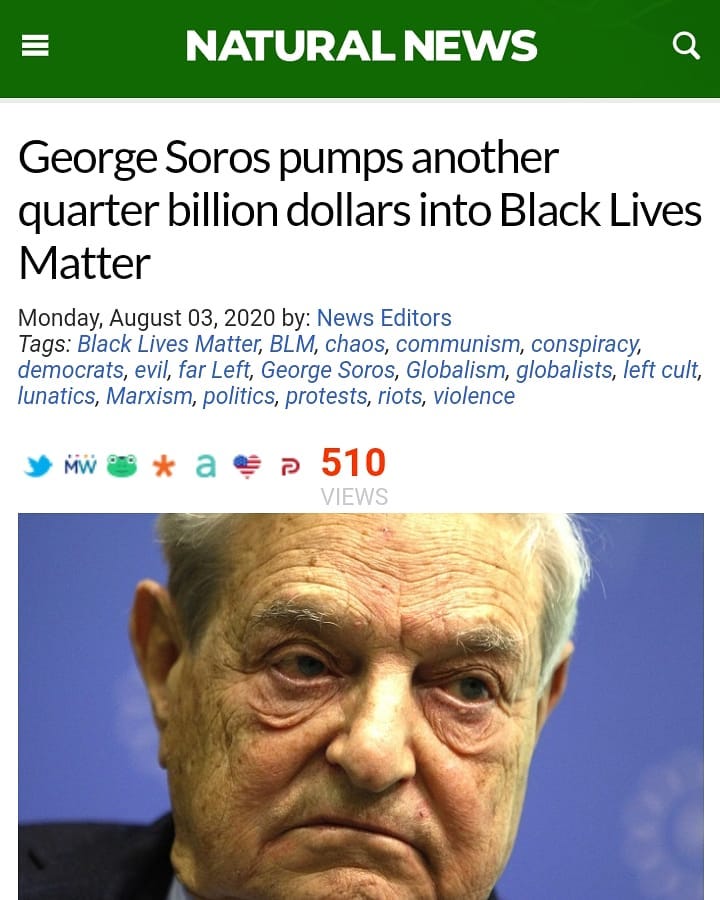 NATURAL NEWS
George Soros pumps another
quarter billion dollars into Black Lives
Matter
Monday, August 03, 2020 by: News Editors
Tags: Black Lives Matter, BLM, chaos, communism, conspiracy,
democrats, evil, far Left, George Soros, Globalism, globalists, left cult,
lunatics, Marxism, politics, protests, riots, violence
MW a 510
VIEWS